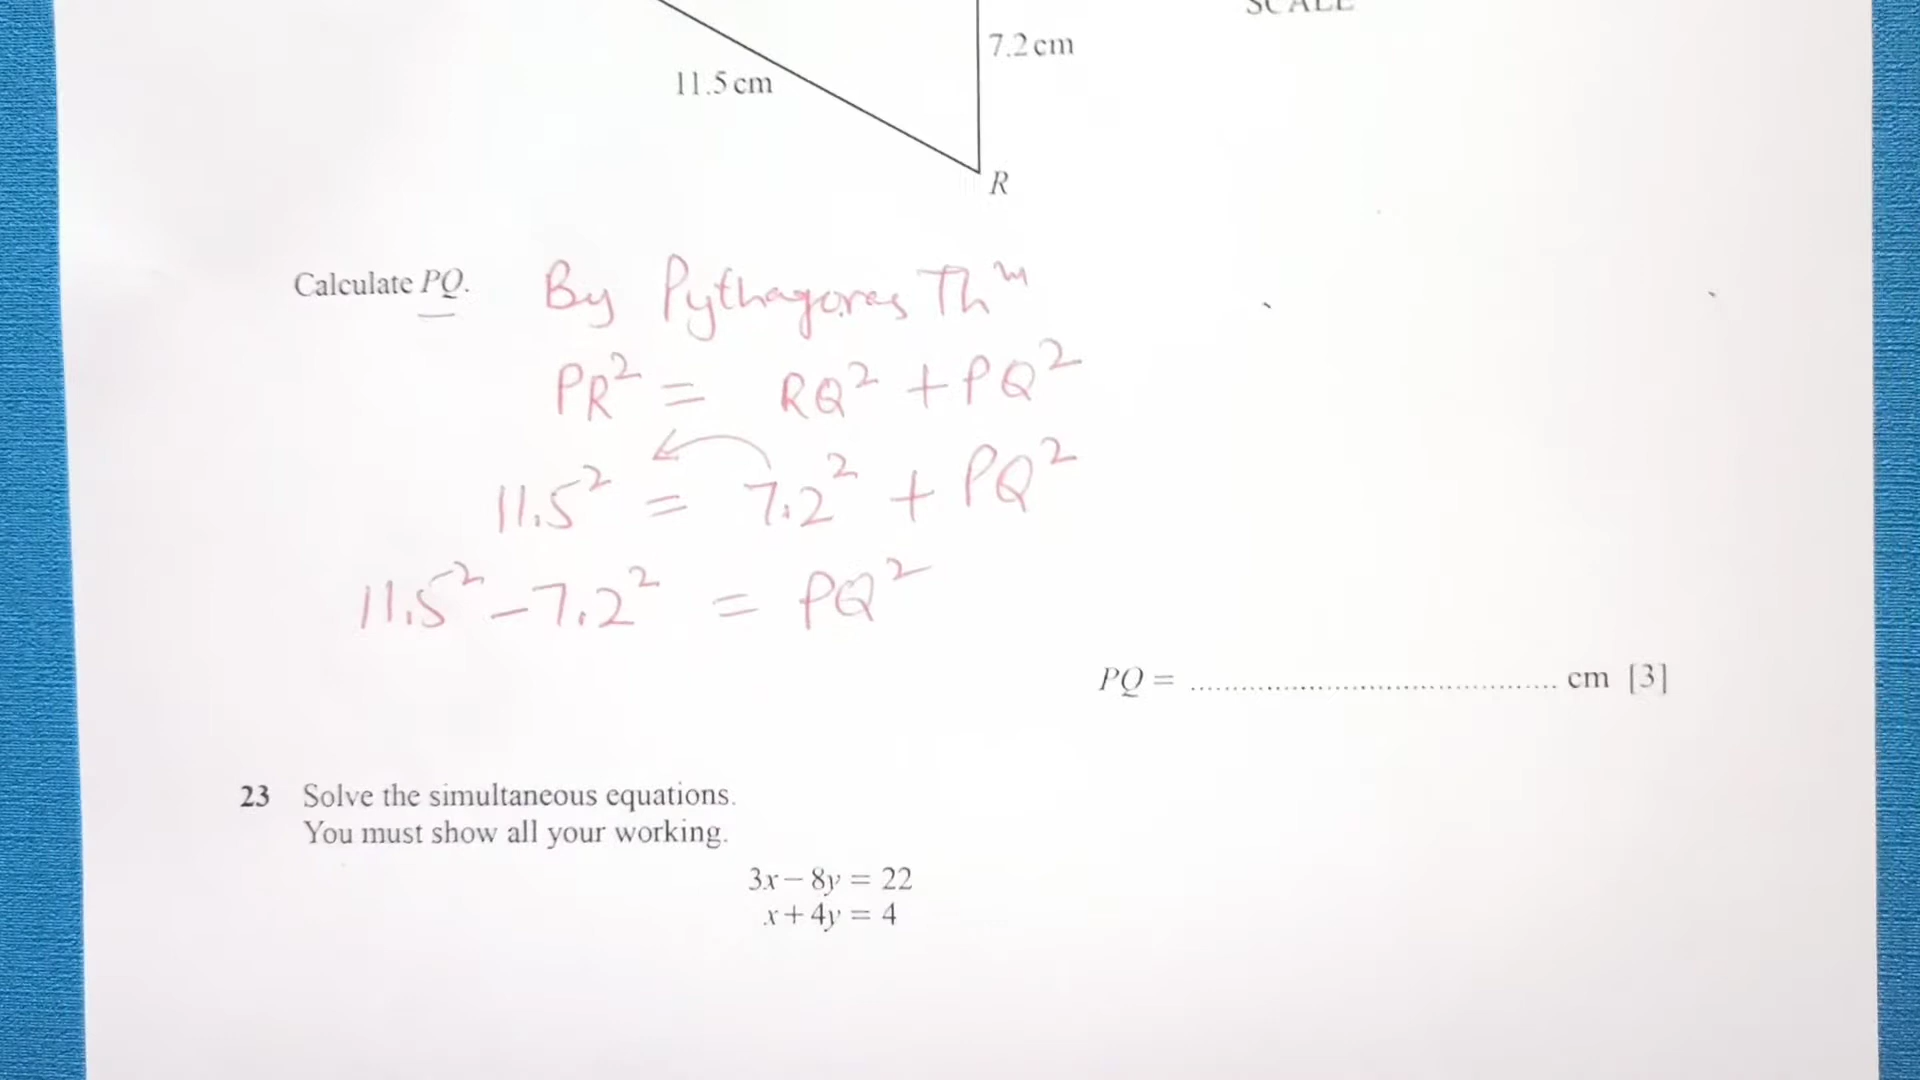 SCALE
7.2 cm
11.5 cm
R
Calculate PQ.
By Pythagoras Thm
PR² = RQ² + PQ²
11.5² = 7.2² + PQ²
11.5² - 7.2² = PQ²
PQ = ........................................ cm [3]
23 Solve the simultaneous equations.
You must show all your working.
3x - 8y = 22
x + 4y = 4